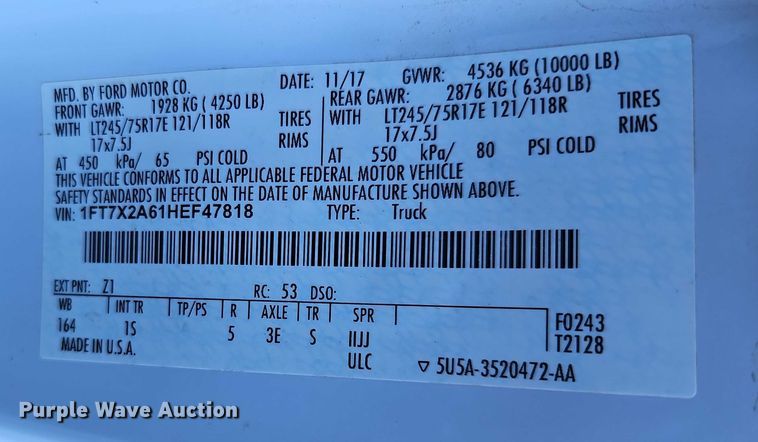 MFD. BY FORD MOTOR CO. DATE: 11/17 GVWR: 4536 KG (10000 LB)
FRONT GAWR: 1928 KG ( 4250 LB) REAR GAWR: 2876 KG ( 6340 LB)
WITH LT245/75R17E 121/118R TIRES WITH LT245/75R17E 121/118R TIRES
17x7.5J RIMS 17x7.5J RIMS
AT 450 kPa/ 65 PSI COLD AT 550 kPa/ 80 PSI COLD
THIS VEHICLE CONFORMS TO ALL APPLICABLE FEDERAL MOTOR VEHICLE
SAFETY STANDARDS IN EFFECT ON THE DATE OF MANUFACTURE SHOWN ABOVE.
VIN: 1FT7X2A61HEF47818 TYPE: Truck
EXT PNT: Z1 RC: 53 DSO:
WB INT TR TP/PS R AXLE TR SPR
164 1S 5 3E S IIJJ F0243
MADE IN U.S.A. ULC T2128
▽ 5U5A-3520472-AA
Purple Wave Auction